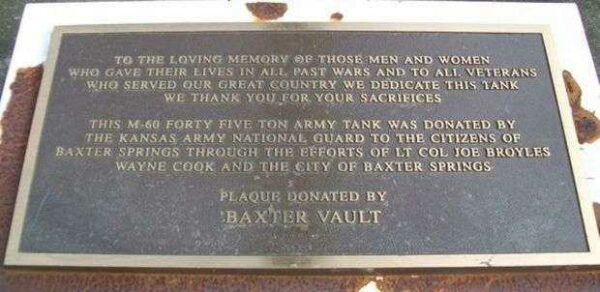 TO THE LOVING MEMORY OF THOSE MEN AND WOMEN
WHO GAVE THEIR LIVES IN ALL PAST WARS AND TO ALL VETERANS
WHO SERVED OUR GREAT COUNTRY WE DEDICATE THIS TANK
WE THANK YOU FOR YOUR SACRIFICES
THIS M-60 FORTY FIVE TON ARMY TANK WAS DONATED BY
THE KANSAS ARMY NATIONAL GUARD TO THE CITIZENS OF
BAXTER SPRINGS THROUGH THE EFFORTS OF LT COL JOE BROYLES
WAYNE COOK AND THE CITY OF BAXTER SPRINGS
PLAQUE DONATED BY
BAXTER VAULT